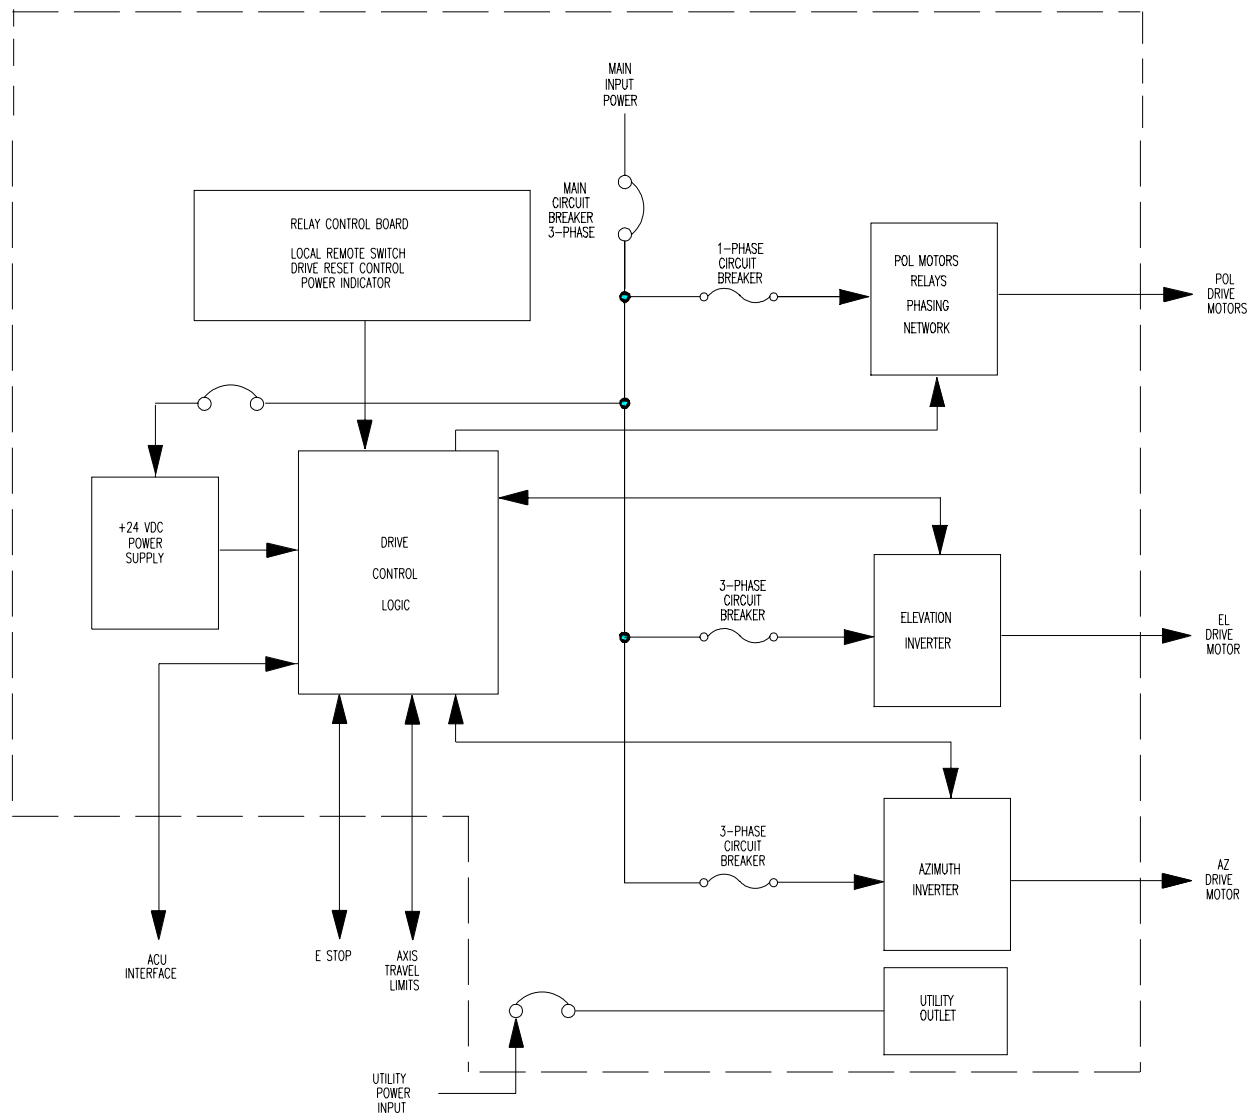 MAIN
INPUT
POWER
MAIN
CIRCUIT
BREAKER
3-PHASE
RELAY CONTROL BOARD
LOCAL REMOTE SWITCH
DRIVE RESET CONTROL
POWER INDICATOR
1-PHASE
CIRCUIT
BREAKER
POL MOTORS
RELAYS
PHASING
NETWORK
POL
DRIVE
MOTORS
+24 VDC
POWER
SUPPLY
DRIVE
CONTROL
LOGIC
3-PHASE
CIRCUIT
BREAKER
ELEVATION
INVERTER
EL
DRIVE
MOTOR
3-PHASE
CIRCUIT
BREAKER
AZIMUTH
INVERTER
AZ
DRIVE
MOTOR
ACU
INTERFACE
E STOP
AXIS
TRAVEL
LIMITS
UTILITY
OUTLET
UTILITY
POWER
INPUT